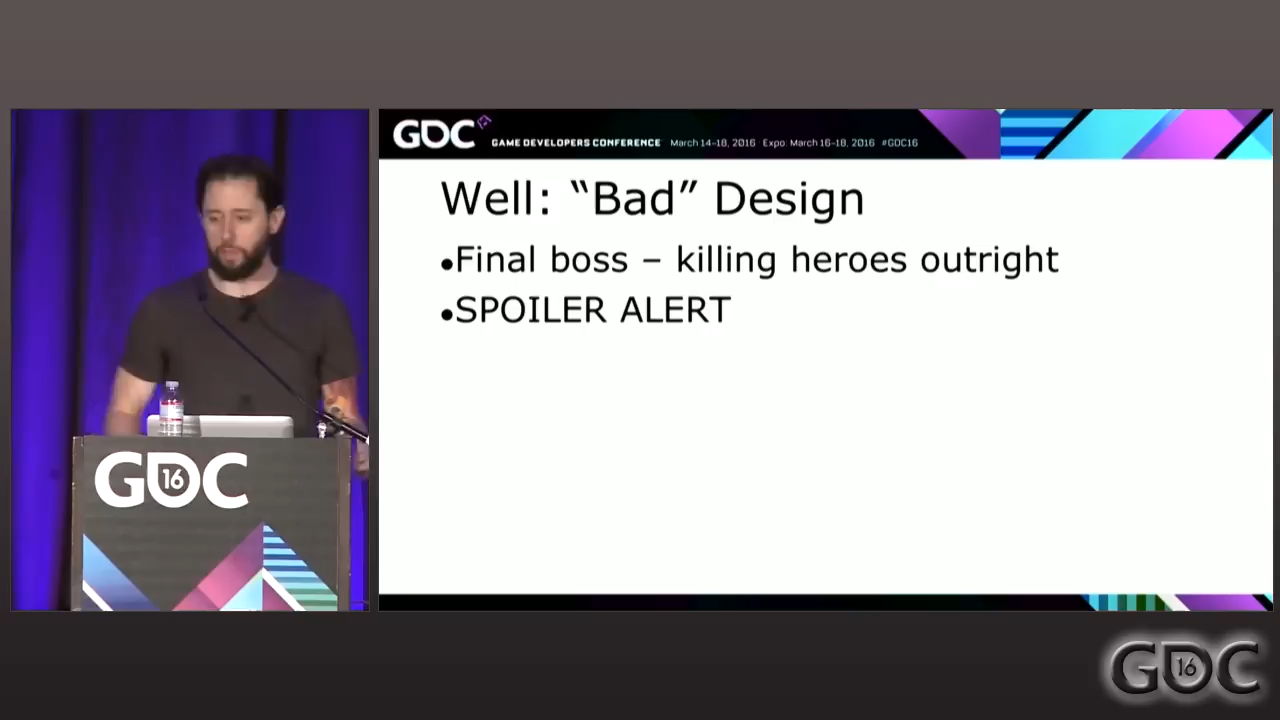 GDC
GAME DEVELOPERS CONFERENCE March 14-18, 2016 Expo: March 16-18, 2016 #GDC16
Well: “Bad” Design
•Final boss – killing heroes outright
•SPOILER ALERT
GDC 16
GDC 16